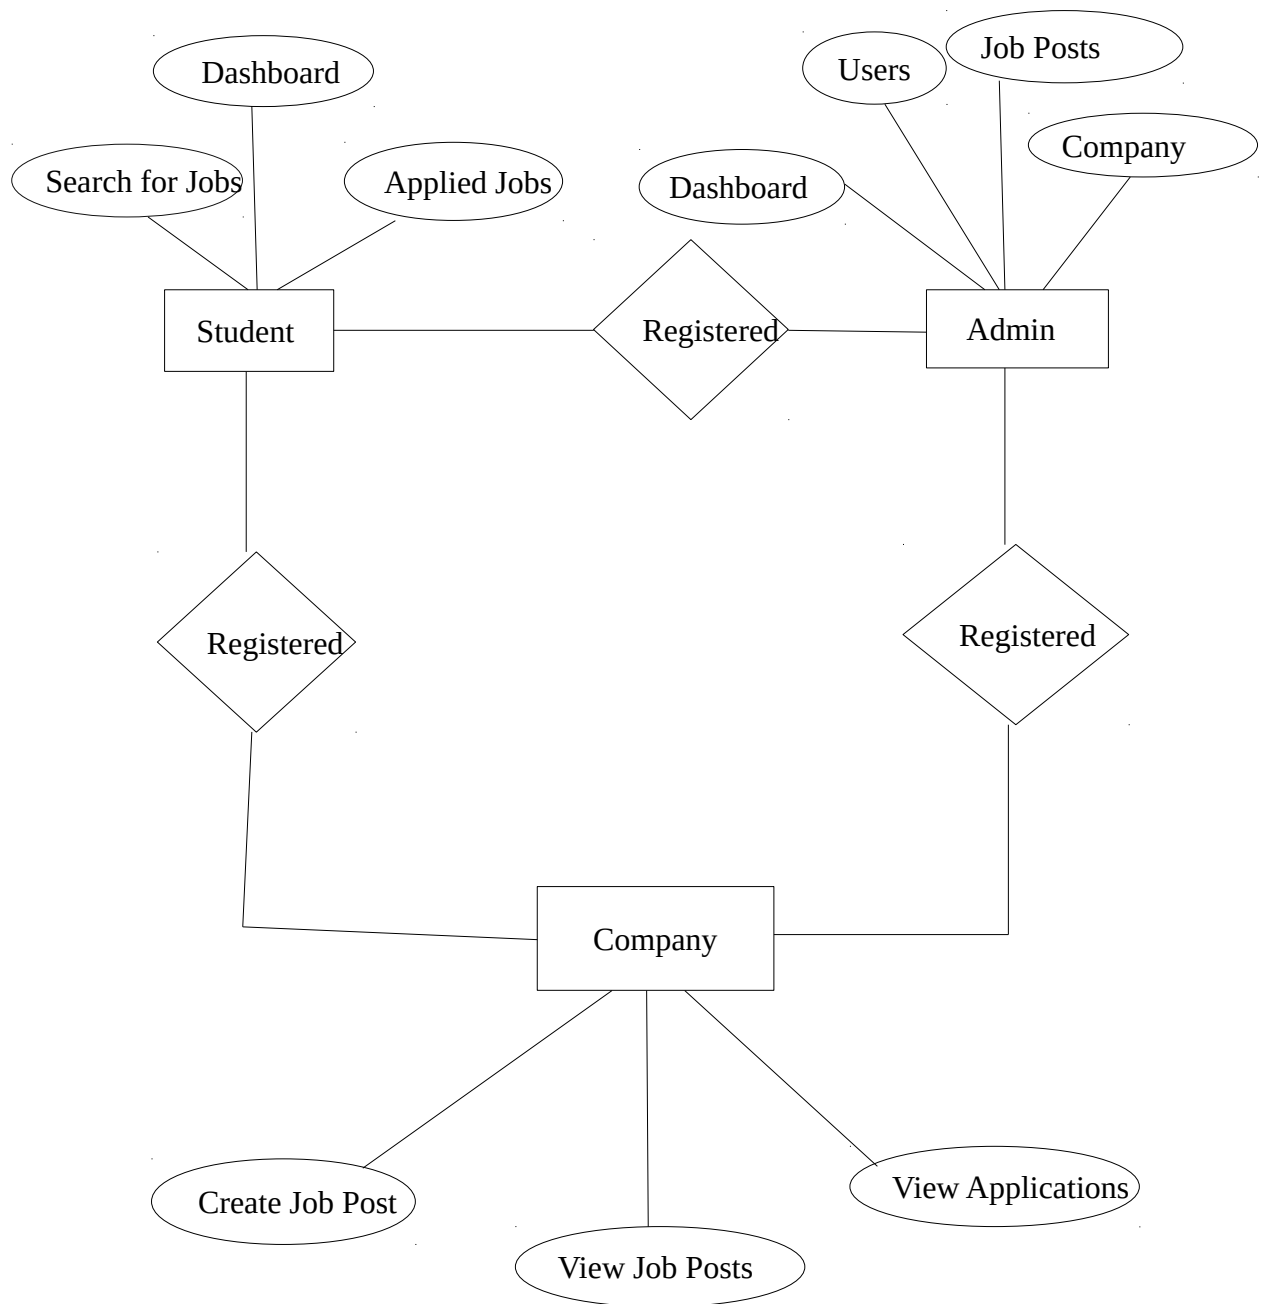 Dashboard
Users
Job Posts
Search for Jobs
Applied Jobs
Dashboard
Company
Student
Registered
Admin
Registered
Registered
Company
Create Job Post
View Job Posts
View Applications